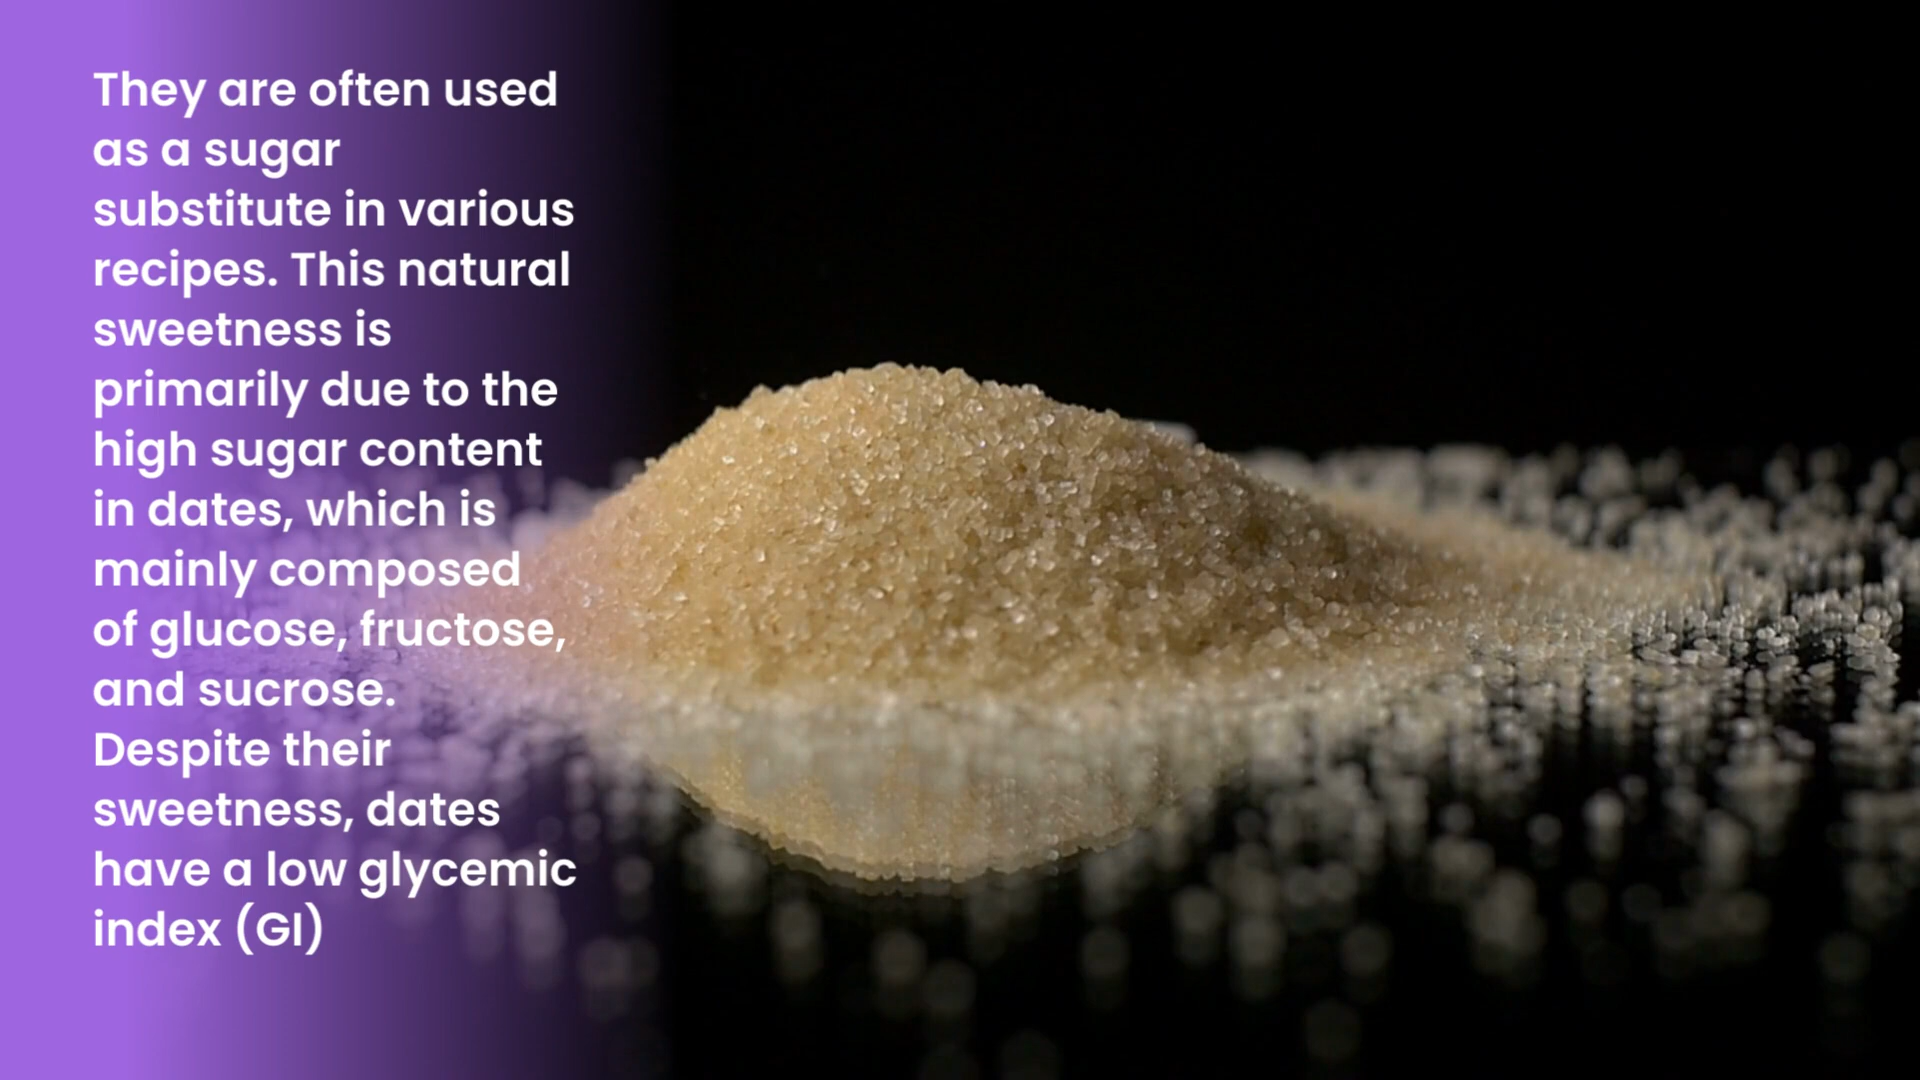 They are often used
as a sugar
substitute in various
recipes. This natural
sweetness is
primarily due to the
high sugar content
in dates, which is
mainly composed
of glucose, fructose,
and sucrose.
Despite their
sweetness, dates
have a low glycemic
index (GI)